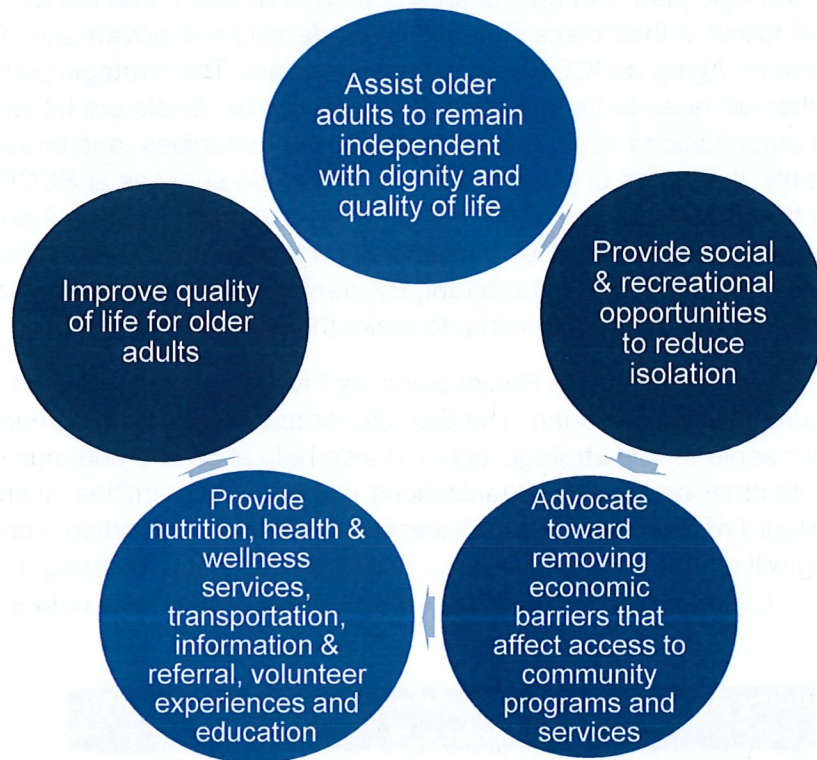 Assist older
adults to remain
independent
with dignity and
quality of life
Provide social
& recreational
opportunities
to reduce
isolation
Advocate
toward
removing
economic
barriers that
affect access to
community
programs and
services
Provide
nutrition, health &
wellness
services,
transportation,
information &
referral, volunteer
experiences and
education
Improve quality
of life for older
adults